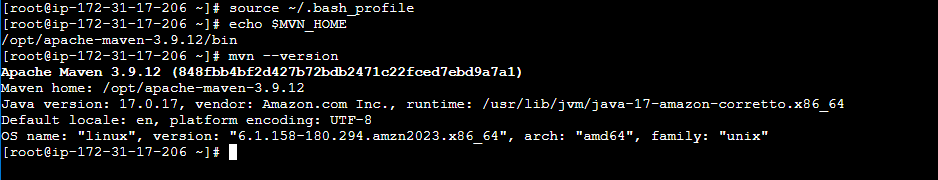 [root@ip-172-31-17-206 ~]# source ~/.bash_profile
[root@ip-172-31-17-206 ~]# echo $MVN_HOME
/opt/apache-maven-3.9.12/bin
[root@ip-172-31-17-206 ~]# mvn --version
Apache Maven 3.9.12 (848fbb4bf2d427b72bdb2471c22fced7ebd9a7a1)
Maven home: /opt/apache-maven-3.9.12
Java version: 17.0.17, vendor: Amazon.com Inc., runtime: /usr/lib/jvm/java-17-amazon-corretto.x86_64
Default locale: en, platform encoding: UTF-8
OS name: "linux", version: "6.1.158-180.294.amzn2023.x86_64", arch: "amd64", family: "unix"
[root@ip-172-31-17-206 ~]#